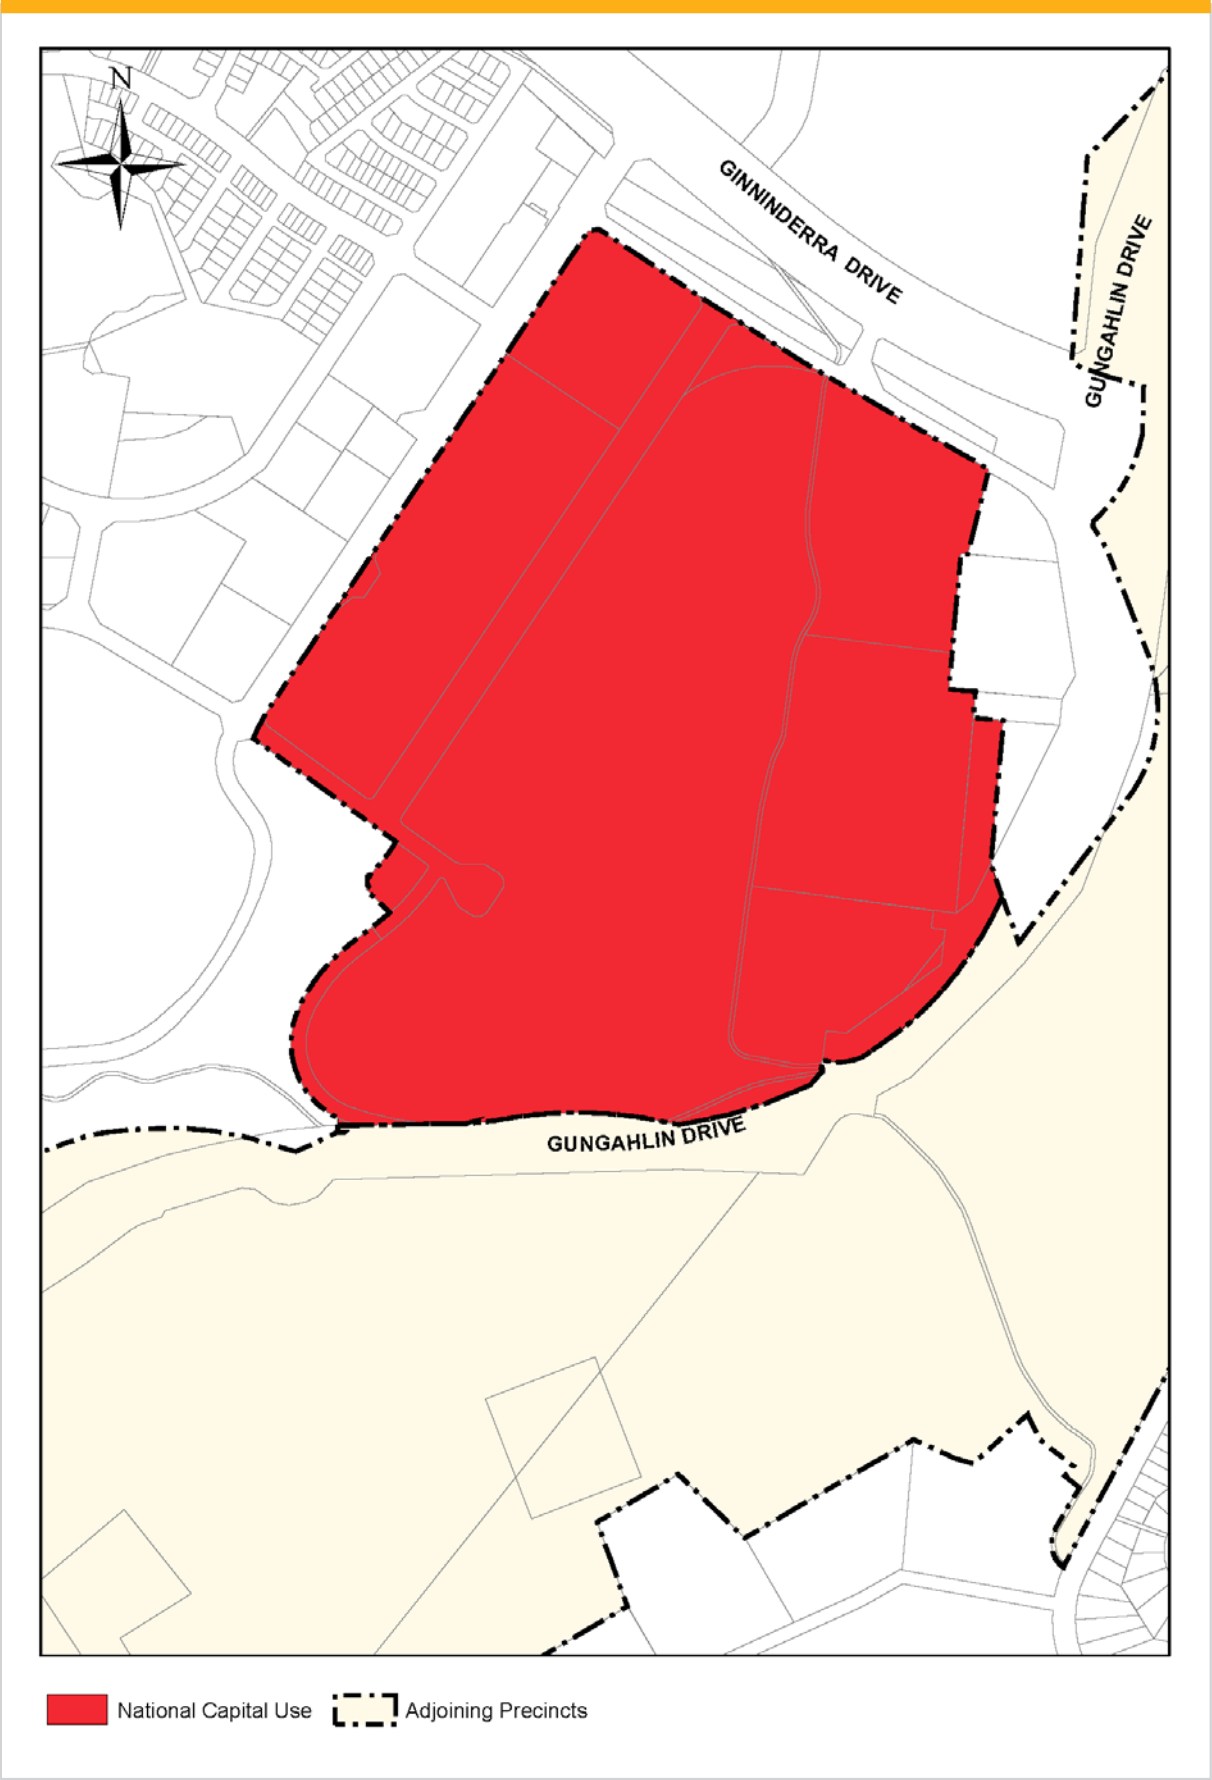 N
GINNINDERRA DRIVE
GUNGAHLIN DRIVE
GUNGAHLIN DRIVE
National Capital Use
Adjoining Precincts